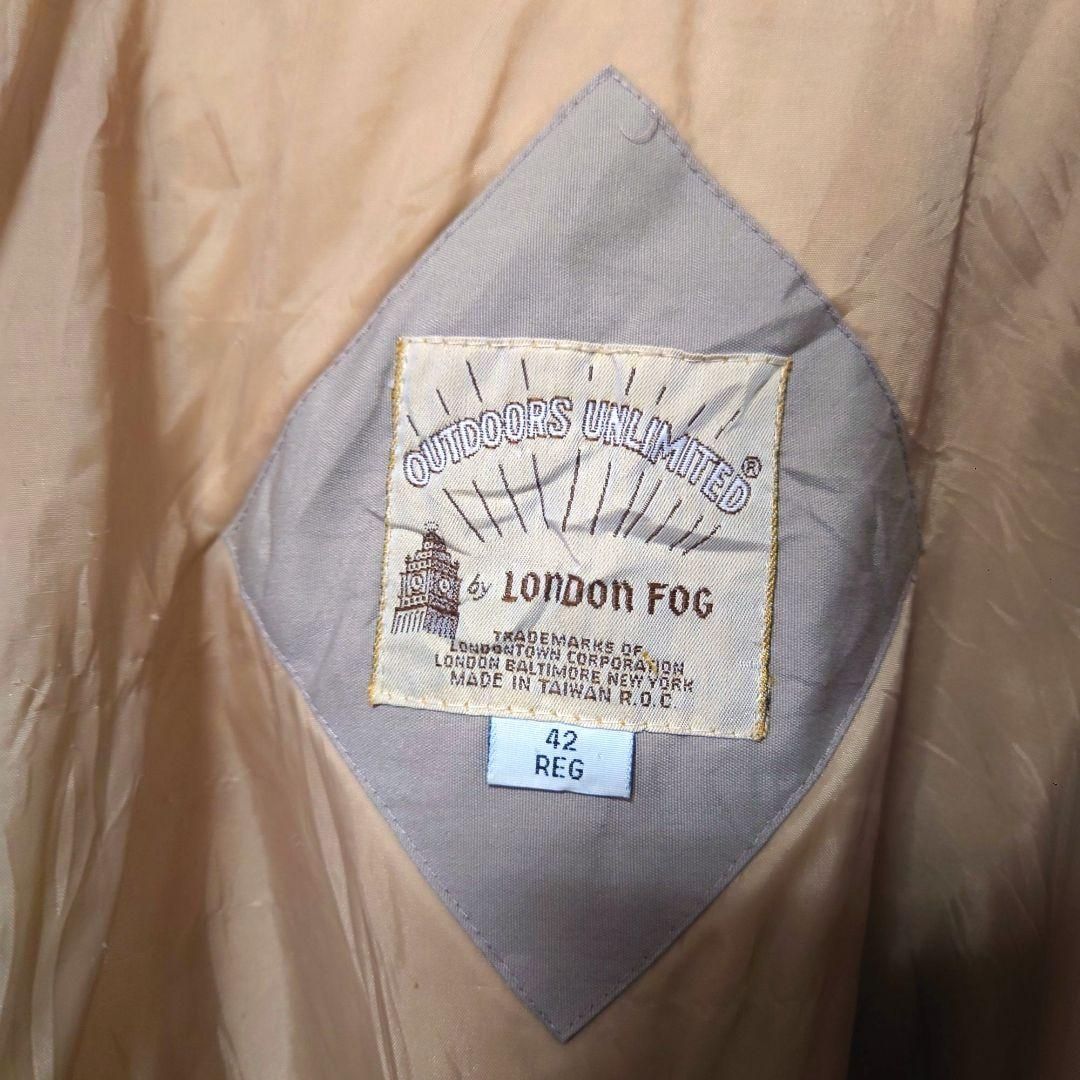 OUTDOORS UNLIMITED®
by LONDON FOG
TRADEMARKS OF
LONDONTOWN CORPORATION
LONDON BALTIMORE NEW YORK
MADE IN TAIWAN R.O.C.
42
REG